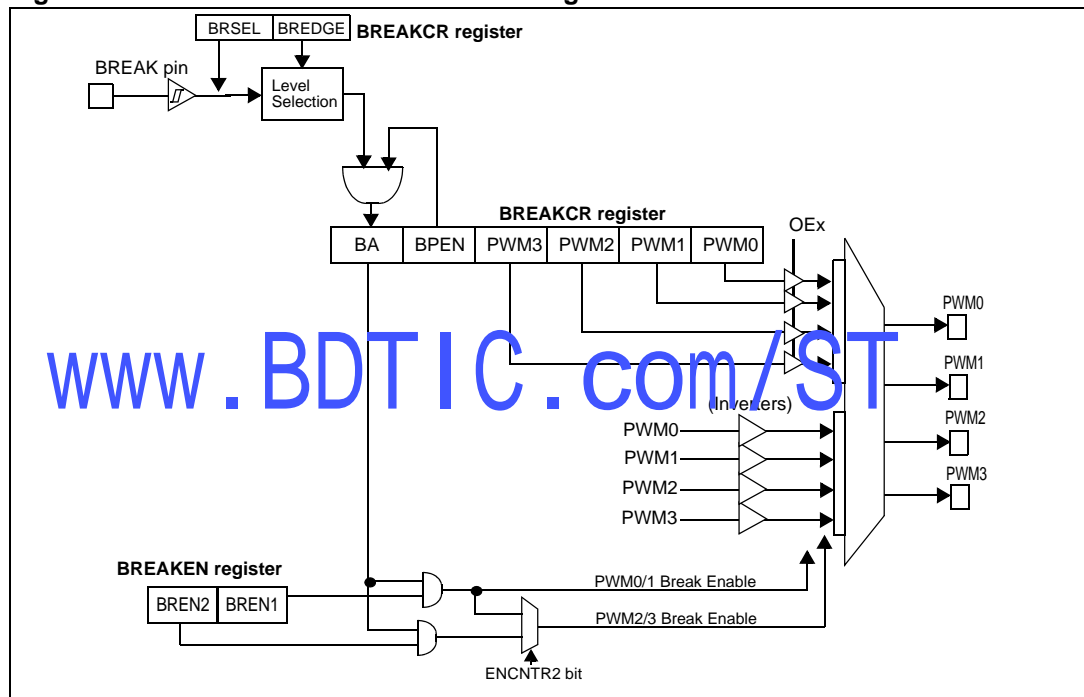 BRSEL BREDGE BREAKCR register
BREAK pin
Level
Selection
BREAKCR register
OEx
BA BPEN PWM3 PWM2 PWM1 PWM0
PWM0
PWM1
www.BDTIC.com/ST
(Inverters)
PWM2
PWM0
PWM1
PWM3
PWM2
PWM3
BREAKEN register
PWM0/1 Break Enable
BREN2 BREN1
PWM2/3 Break Enable
ENCNTR2 bit